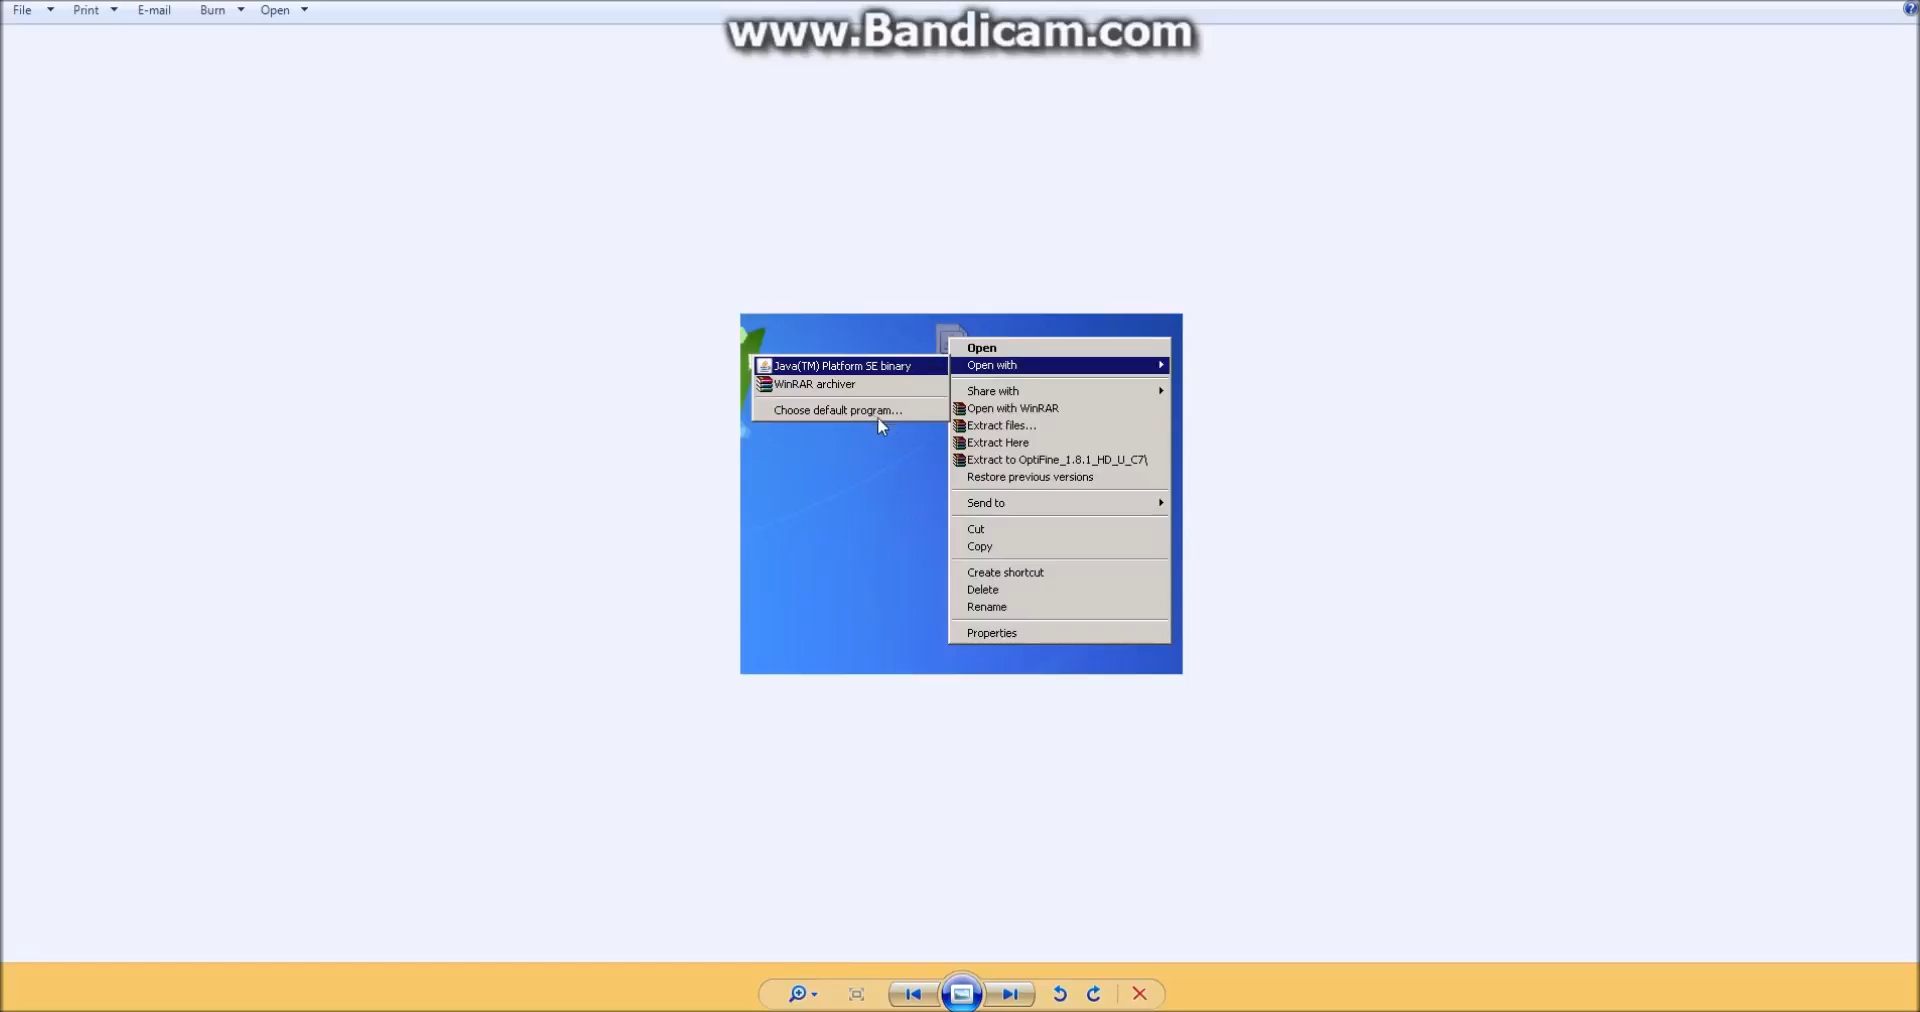 File Print E-mail Burn Open
www.Bandicam.com
Open
Java(TM) Platform SE binary Open with
WinRAR archiver
Share with
Choose default program... Open with WinRAR
Extract files...
Extract Here
Extract to OptiFine_1.8.1_HD_U_C7\
Restore previous versions
Send to
Cut
Copy
Create shortcut
Delete
Rename
Properties